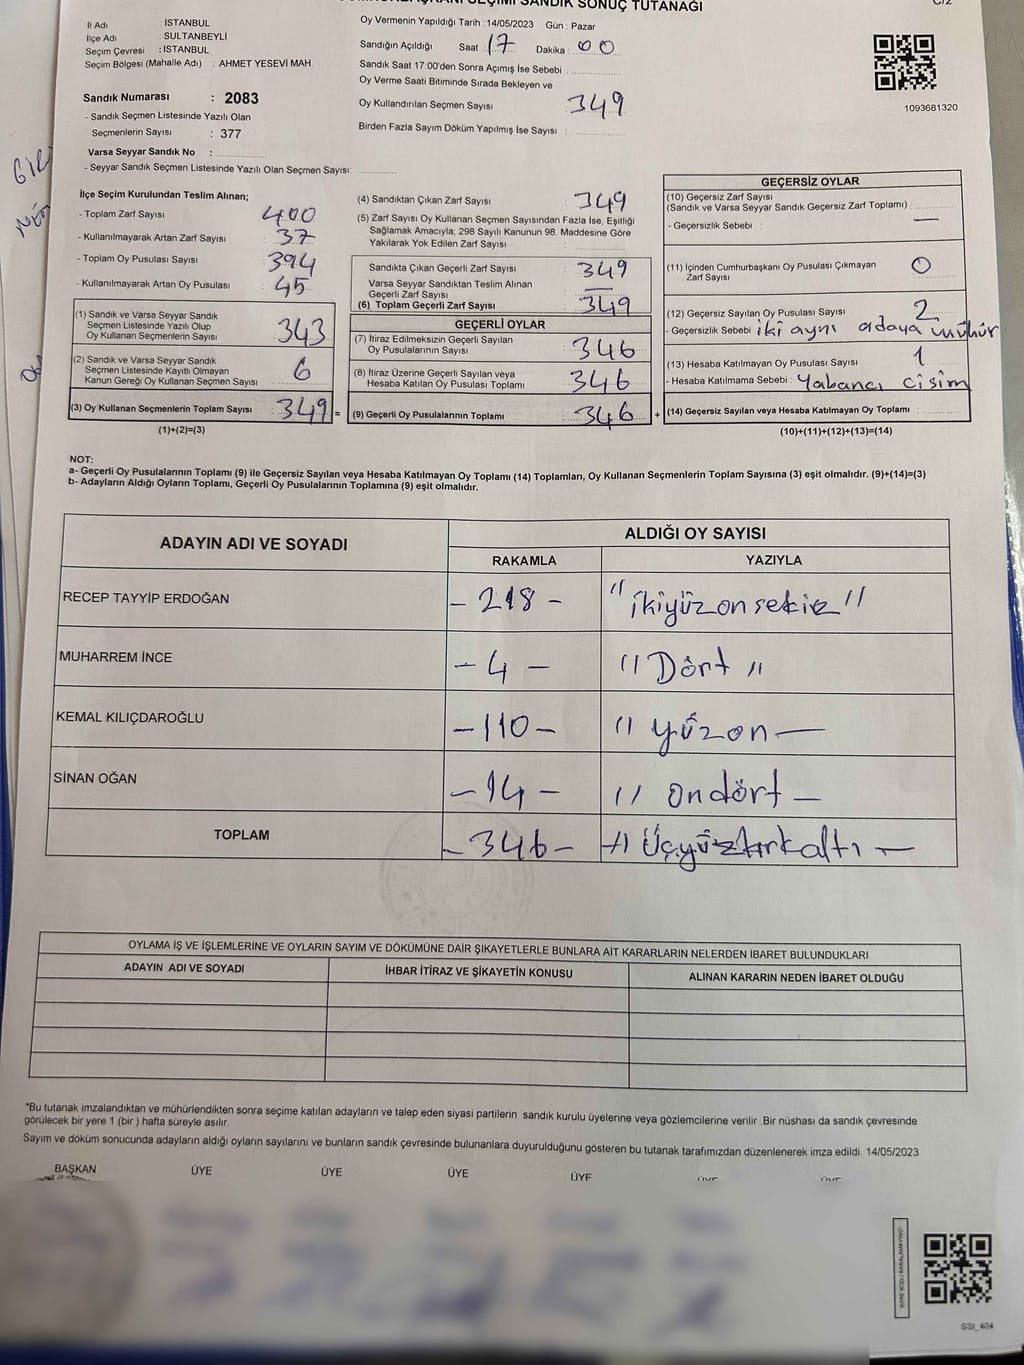 SEÇİMİ SANDIK SONUÇ TUTANAĞI
C/2
İl Adı : İSTANBUL
İlçe Adı : SULTANBEYLİ
Seçim Çevresi : İSTANBUL
Seçim Bölgesi (Mahalle Adı) : AHMET YESEVİ MAH.
Sandık Numarası : 2083
- Sandık Seçmen Listesinde Yazılı Olan
Seçmenlerin Sayısı : 377
Varsa Seyyar Sandık No :
- Seyyar Sandık Seçmen Listesinde Yazılı Olan Seçmen Sayısı:
Oy Vermenin Yapıldığı Tarih :14/05/2023 Gün : Pazar
Sandığın Açıldığı Saat 17 Dakika : 00
Sandık Saat 17.00'den Sonra Açımış İse Sebebi :
Oy Verme Saati Bitiminde Sırada Bekleyen ve
Oy Kullandırılan Seçmen Sayısı : 349
Birden Fazla Sayım Döküm Yapılmış İse Sayısı :
1093681320
İlçe Seçim Kurulundan Teslim Alınan;
- Toplam Zarf Sayısı : 400
- Kullanılmayarak Artan Zarf Sayısı : 37
- Toplam Oy Pusulası Sayısı : 394
- Kullanılmayarak Artan Oy Pusulası : 45
(1) Sandık ve Varsa Seyyar Sandık
Seçmen Listesinde Yazılı Olup
Oy Kullanan Seçmenlerin Sayısı : 343
(2) Sandık ve Varsa Seyyar Sandık
Seçmen Listesinde Kayıtlı Olmayan
Kanun Gereği Oy Kullanan Seçmen Sayısı : 6
(3) Oy Kullanan Seçmenlerin Toplam Sayısı : 349 =
(1)+(2)=(3)
(4) Sandıktan Çıkan Zarf Sayısı : 349
(5) Zarf Sayısı Oy Kullanan Seçmen Sayısından Fazla İse, Eşitliği
Sağlamak Amacıyla, 298 Sayılı Kanunun 98. Maddesine Göre
Yakılarak Yok Edilen Zarf Sayısı :
Sandıkta Çıkan Geçerli Zarf Sayısı : 349
Varsa Seyyar Sandıktan Teslim Alınan
Geçerli Zarf Sayısı : —
(6) Toplam Geçerli Zarf Sayısı : 349
GEÇERLİ OYLAR
(7) İtiraz Edilmeksizin Geçerli Sayılan
Oy Pusulalarının Sayısı : 346
(8) İtiraz Üzerine Geçerli Sayılan veya
Hesaba Katılan Oy Pusulası Toplamı : 346
(9) Geçerli Oy Pusulalarının Toplamı : 346 +
GEÇERSİZ OYLAR
(10) Geçersiz Zarf Sayısı
(Sandık ve Varsa Seyyar Sandık Geçersiz Zarf Toplamı) :
- Geçersizlik Sebebi : —
(11) İçinden Cumhurbaşkanı Oy Pusulası Çıkmayan
Zarf Sayısı : 0
(12) Geçersiz Sayılan Oy Pusulası Sayısı : 2
- Geçersizlik Sebebi : iki aynı adaya mühür
(13) Hesaba Katılmayan Oy Pusulası Sayısı : 1
- Hesaba Katılmama Sebebi : Yabancı cisim
(14) Geçersiz Sayılan veya Hesaba Katılmayan Oy Toplamı :
(10)+(11)+(12)+(13)=(14)
NOT:
a- Geçerli Oy Pusulalarının Toplamı (9) ile Geçersiz Sayılan veya Hesaba Katılmayan Oy Toplamı (14) Toplamları, Oy Kullanan Seçmenlerin Toplam Sayısına (3) eşit olmalıdır. (9)+(14)=(3)
b- Adayların Aldığı Oyların Toplamı, Geçerli Oy Pusulalarının Toplamına (9) eşit olmalıdır.
ADAYIN ADI VE SOYADI
ALDIĞI OY SAYISI
RAKAMLA YAZIYLA
RECEP TAYYİP ERDOĞAN - 218 - "ikiyüzonsekiz"
MUHARREM İNCE - 4 - "Dört"
KEMAL KILIÇDAROĞLU - 110 - " yüzon —
SİNAN OĞAN - 14 - " ondört —
TOPLAM - 346 - " Üçyüzkırkaltı —
OYLAMA İŞ VE İŞLEMLERİNE VE OYLARIN SAYIM VE DÖKÜMÜNE DAİR ŞİKAYETLERLE BUNLARA AİT KARARLARIN NELERDEN İBARET BULUNDUKLARI
ADAYIN ADI VE SOYADI İHBAR İTİRAZ VE ŞİKAYETİN KONUSU ALINAN KARARIN NEDEN İBARET OLDUĞU
*Bu tutanak imzalandıktan ve mühürlendikten sonra seçime katılan adayların ve talep eden siyasi partilerin sandık kurulu üyelerine veya gözlemcilerine verilir .Bir nüshası da sandık çevresinde
görülecek bir yere 1 (bir ) hafta süreyle asılır.
Sayım ve döküm sonucunda adayların aldığı oyların sayılarını ve bunların sandık çevresinde bulunanlara duyurulduğunu gösteren bu tutanak tarafımızdan düzenlenerek imza edildi. 14/05/2023
BAŞKAN ÜYE ÜYE ÜYE ÜYE
SSI_404